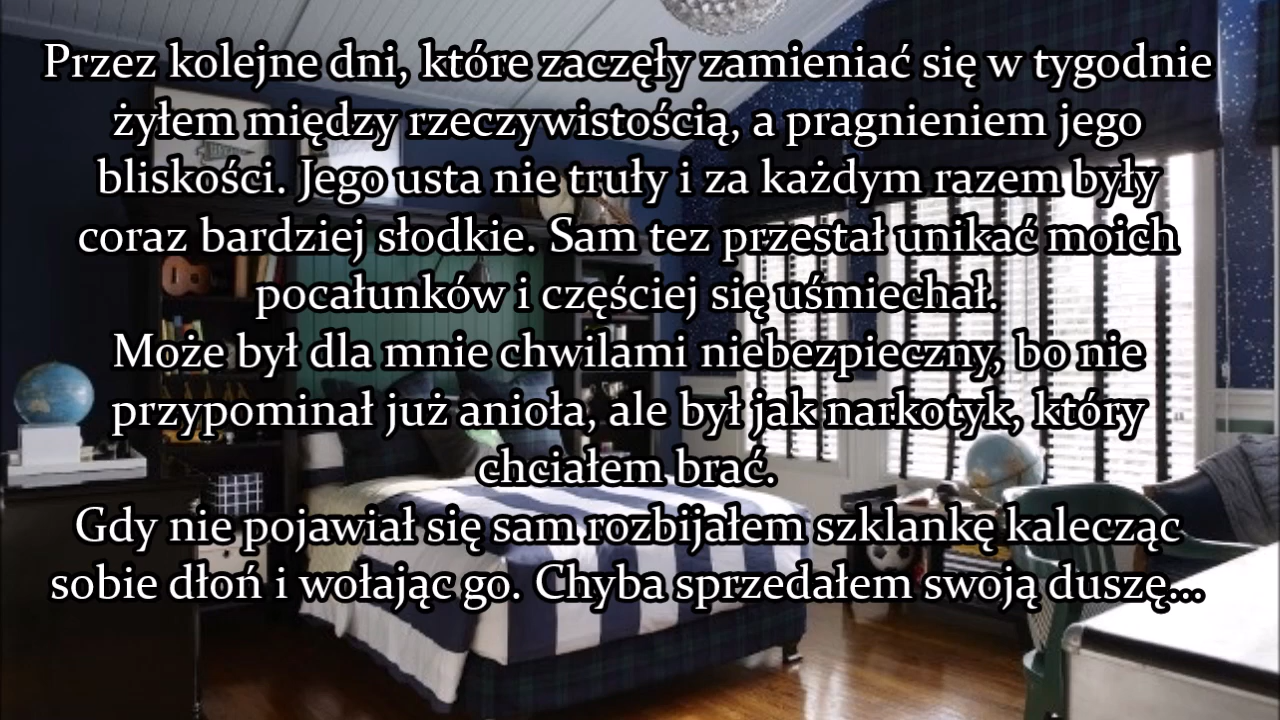 Przez kolejne dni, które zaczęły zamieniać się w tygodnie
żyłem między rzeczywistością, a pragnieniem jego
bliskości. Jego usta nie truły i za każdym razem były
coraz bardziej słodkie. Sam tez przestał unikać moich
pocałunków i częściej się uśmiechał.
Może był dla mnie chwilami niebezpieczny, bo nie
przypominał już anioła, ale był jak narkotyk, który
chciałem brać.
Gdy nie pojawiał się sam rozbijałem szklankę kalecząc
sobie dłoń i wołając go. Chyba sprzedałem swoją duszę...